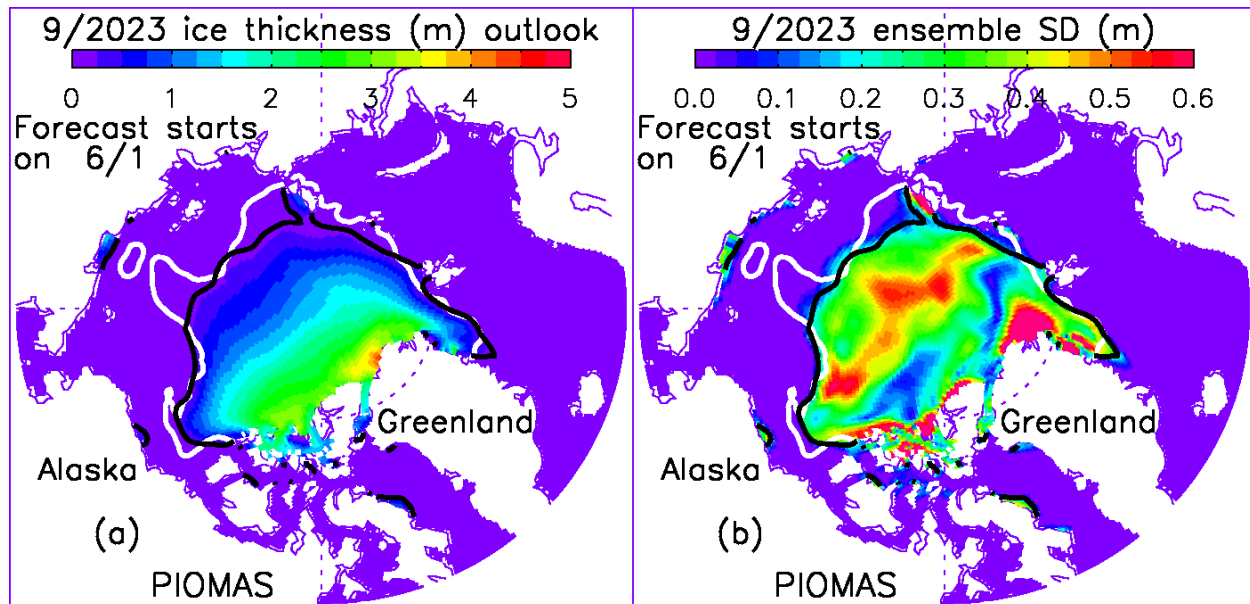 9/2023 ice thickness (m) outlook
0 1 2 3 4 5
Forecast starts
on 6/1
Greenland
Alaska
(a)
PIOMAS
9/2023 ensemble SD (m)
0.0 0.1 0.2 0.3 0.4 0.5 0.6
Forecast starts
on 6/1
Greenland
Alaska
(b)
PIOMAS